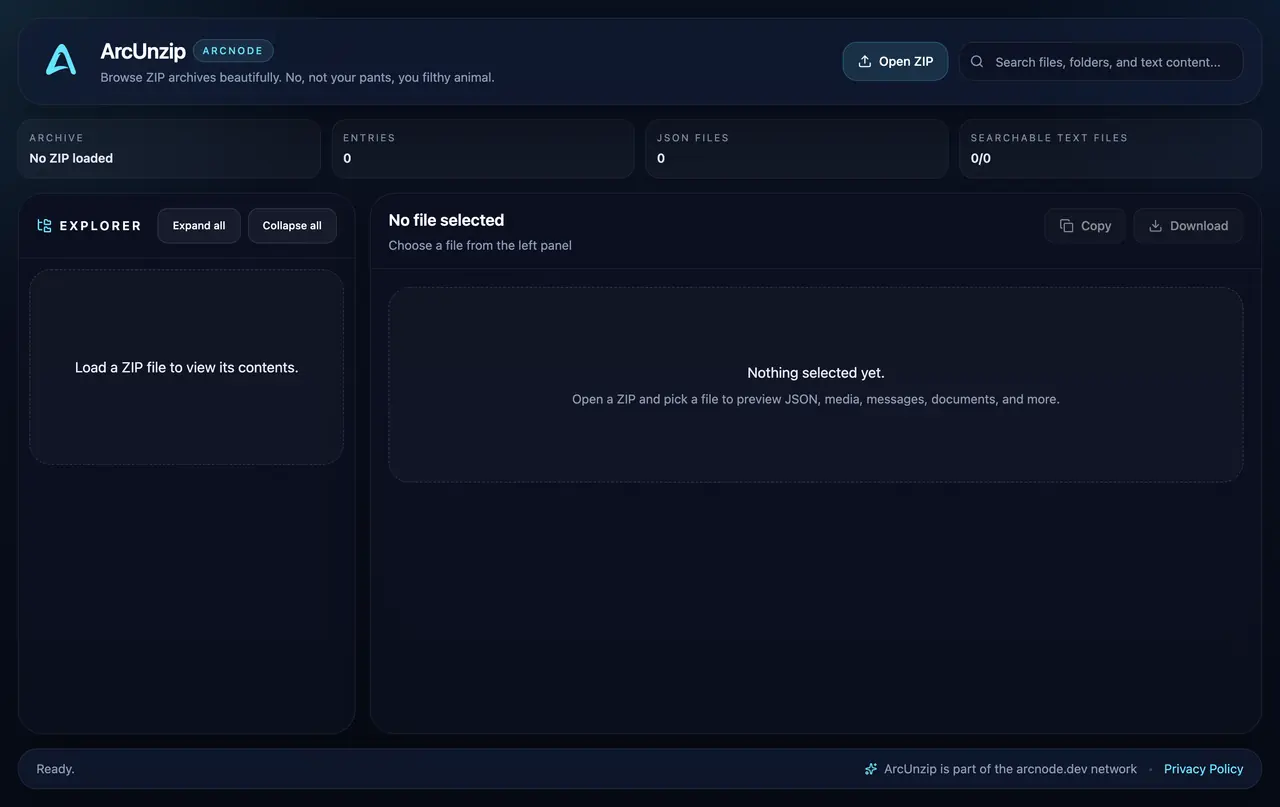 ArcUnzip ARCNODE
Browse ZIP archives beautifully. No, not your pants, you filthy animal.
Open ZIP
Search files, folders, and text content...
ARCHIVE
No ZIP loaded
ENTRIES
0
JSON FILES
0
SEARCHABLE TEXT FILES
0/0
EXPLORER
Expand all
Collapse all
Load a ZIP file to view its contents.
No file selected
Choose a file from the left panel
Copy
Download
Nothing selected yet.
Open a ZIP and pick a file to preview JSON, media, messages, documents, and more.
Ready.
ArcUnzip is part of the arcnode.dev network · Privacy Policy